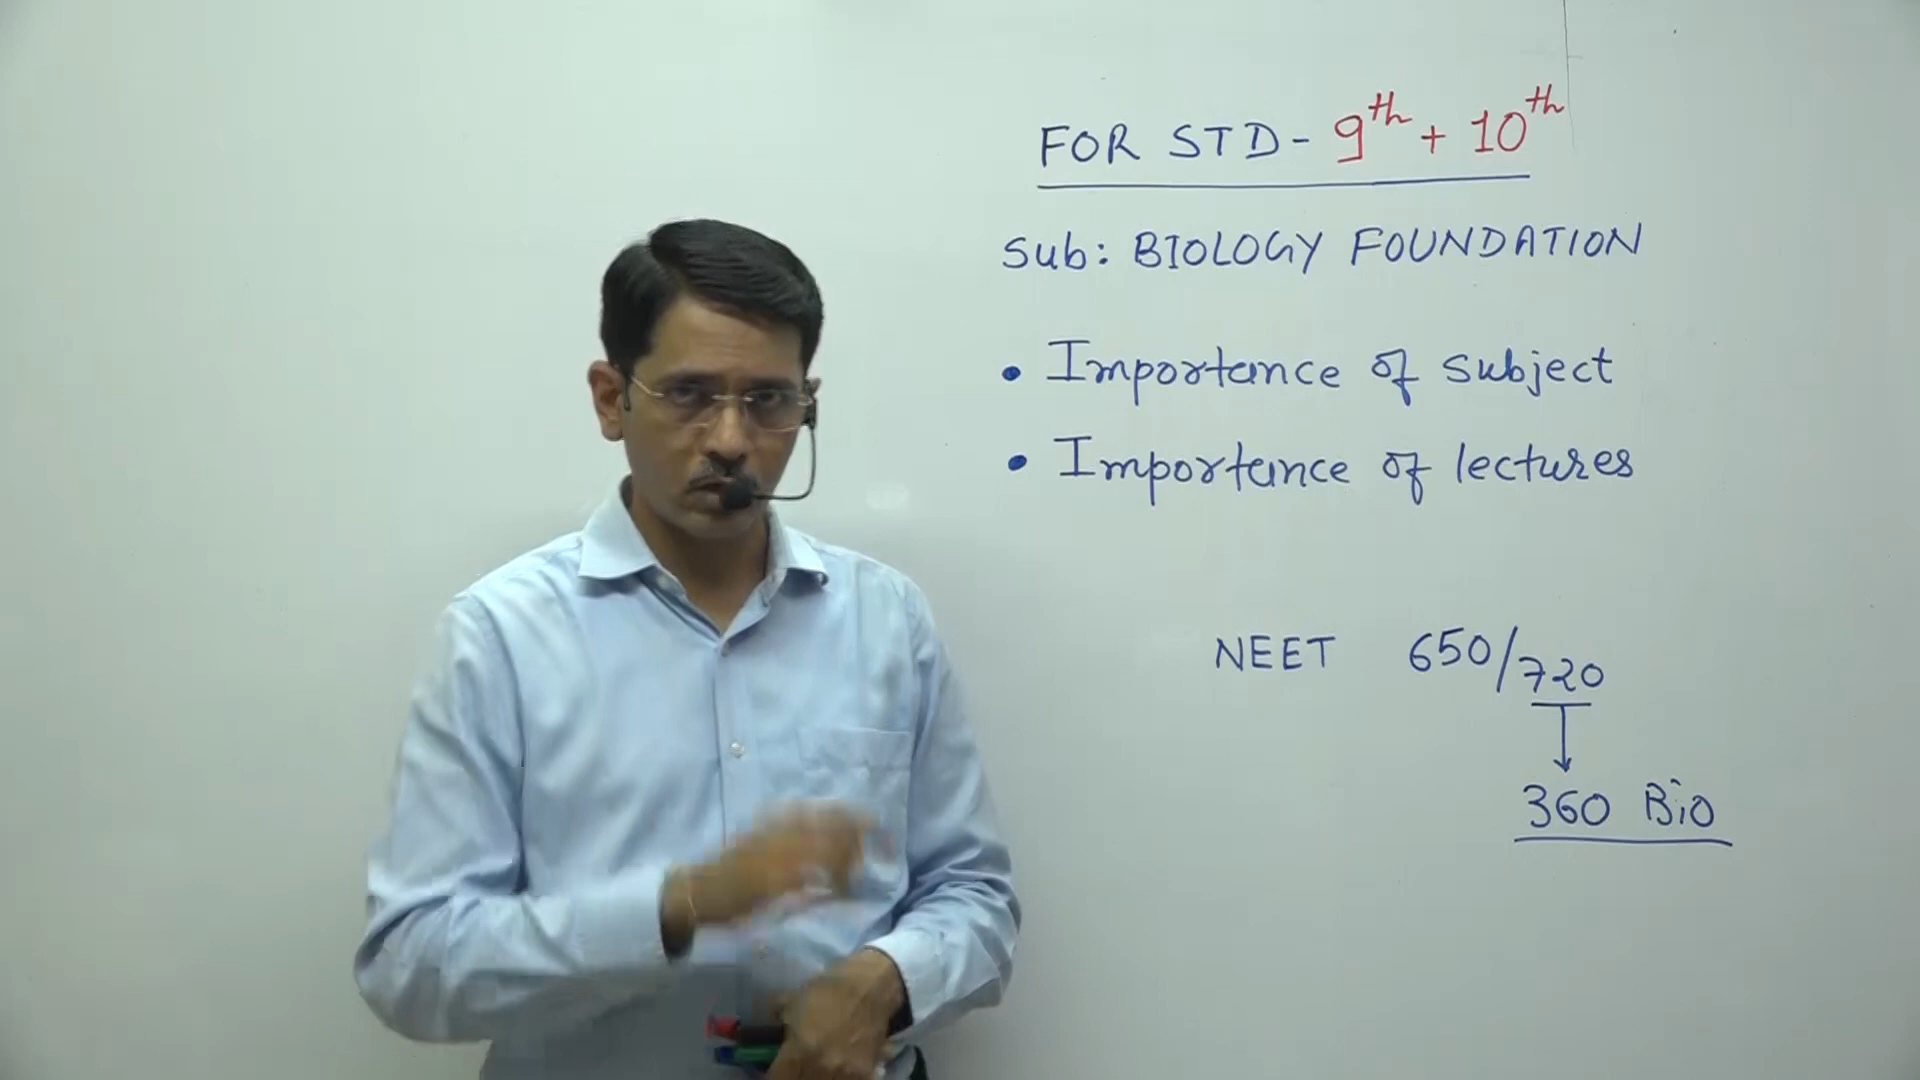 FOR STD - 9th + 10th
Sub: BIOLOGY FOUNDATION
• Importance of subject
• Importance of lectures
NEET 650/720
↓
360 Bio